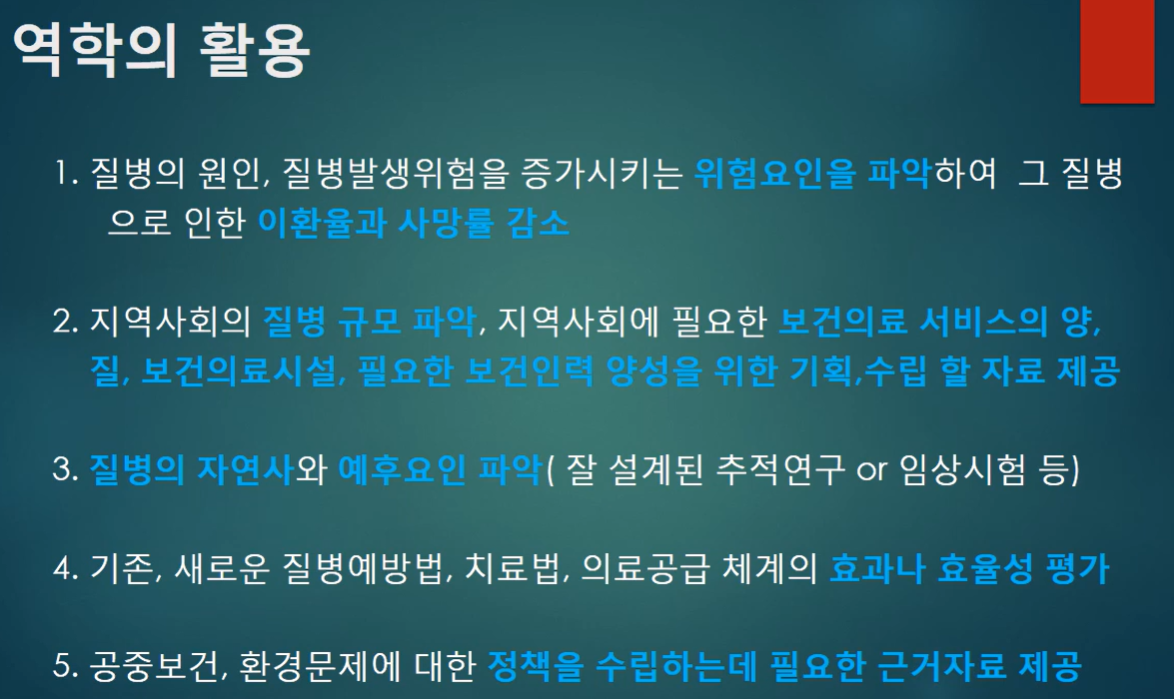 역학의 활용
1. 질병의 원인, 질병발생위험을 증가시키는 위험요인을 파악하여 그 질병
으로 인한 이환율과 사망률 감소
2. 지역사회의 질병 규모 파악, 지역사회에 필요한 보건의료 서비스의 양,
질, 보건의료시설, 필요한 보건인력 양성을 위한 기획,수립 할 자료 제공
3. 질병의 자연사와 예후요인 파악( 잘 설계된 추적연구 or 임상시험 등)
4. 기존, 새로운 질병예방법, 치료법, 의료공급 체계의 효과나 효율성 평가
5. 공중보건, 환경문제에 대한 정책을 수립하는데 필요한 근거자료 제공